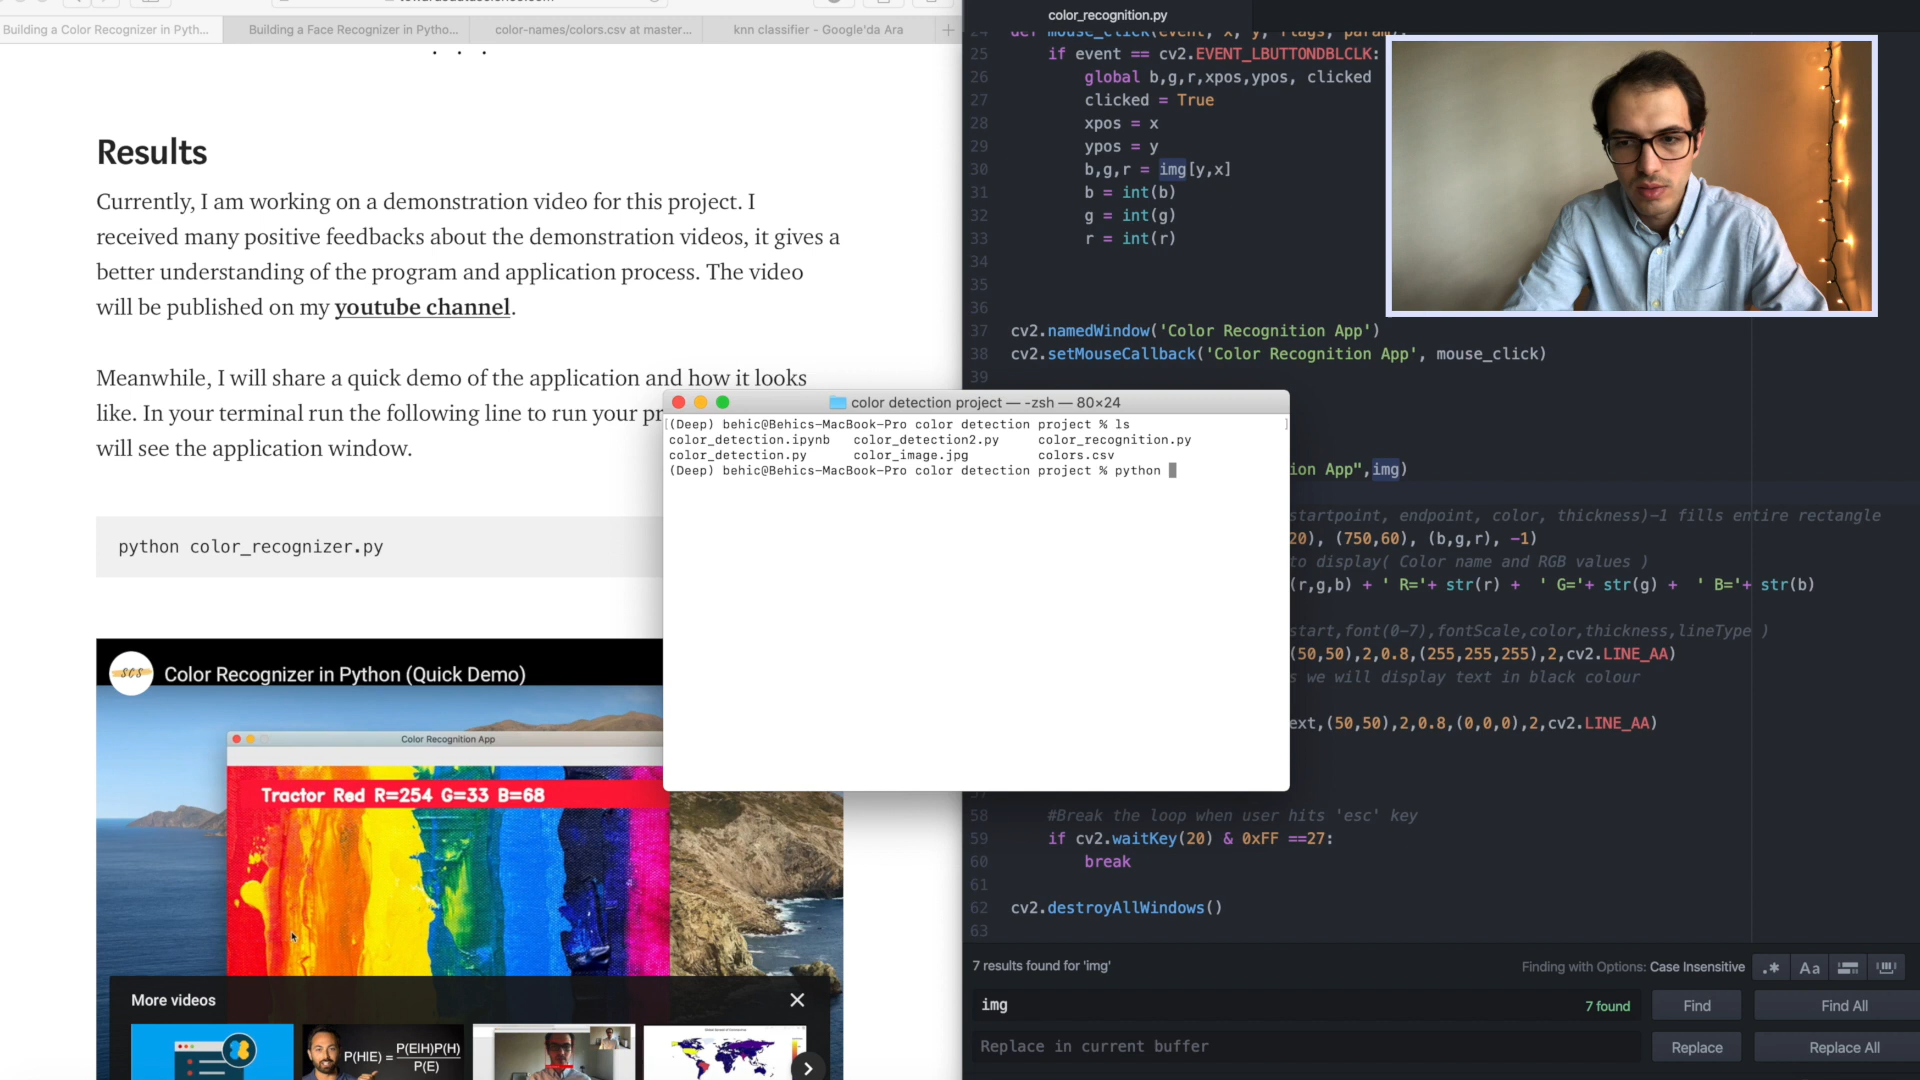 towardsdatascience.com
Building a Color Recognizer in Pyth...
Building a Face Recognizer in Pytho...
color-names/colors.csv at master...
knn classifier - Google'da Ara
. . .
Results
Currently, I am working on a demonstration video for this project. I
received many positive feedbacks about the demonstration videos, it gives a
better understanding of the program and application process. The video
will be published on my youtube channel.
Meanwhile, I will share a quick demo of the application and how it looks
like. In your terminal run the following line to run your pr
will see the application window.
python color_recognizer.py
SCS
Color Recognizer in Python (Quick Demo)
Color Recognition App
Tractor Red R=254 G=33 B=68
More videos
P(H|E) = P(E|H)P(H)
P(E)
color detection project — -zsh — 80×24
[(Deep) behic@Behics-MacBook-Pro color detection project % ls ]
color_detection.ipynb color_detection2.py color_recognition.py
color_detection.py color_image.jpg colors.csv
(Deep) behic@Behics-MacBook-Pro color detection project % python
color_recognition.py
24 def mouse_click(event, x, y, flags, param):
25 if event == cv2.EVENT_LBUTTONDBLCLK:
26 global b,g,r,xpos,ypos, clicked
27 clicked = True
28 xpos = x
29 ypos = y
30 b,g,r = img[y,x]
31 b = int(b)
32 g = int(g)
33 r = int(r)
34
35
36
37 cv2.namedWindow('Color Recognition App')
38 cv2.setMouseCallback('Color Recognition App', mouse_click)
39
ion App",img)
startpoint, endpoint, color, thickness)-1 fills entire rectangle
20), (750,60), (b,g,r), -1)
to display( Color name and RGB values )
(r,g,b) + ' R='+ str(r) + ' G='+ str(g) + ' B='+ str(b)
start,font(0-7),fontScale,color,thickness,lineType )
(50,50),2,0.8,(255,255,255),2,cv2.LINE_AA)
s we will display text in black colour
ext,(50,50),2,0.8,(0,0,0),2,cv2.LINE_AA)
57
58 #Break the loop when user hits 'esc' key
59 if cv2.waitKey(20) & 0xFF ==27:
60 break
61
62 cv2.destroyAllWindows()
63
7 results found for 'img'
Finding with Options: Case Insensitive
.* Aa
img 7 found Find Find All
Replace in current buffer Replace Replace All